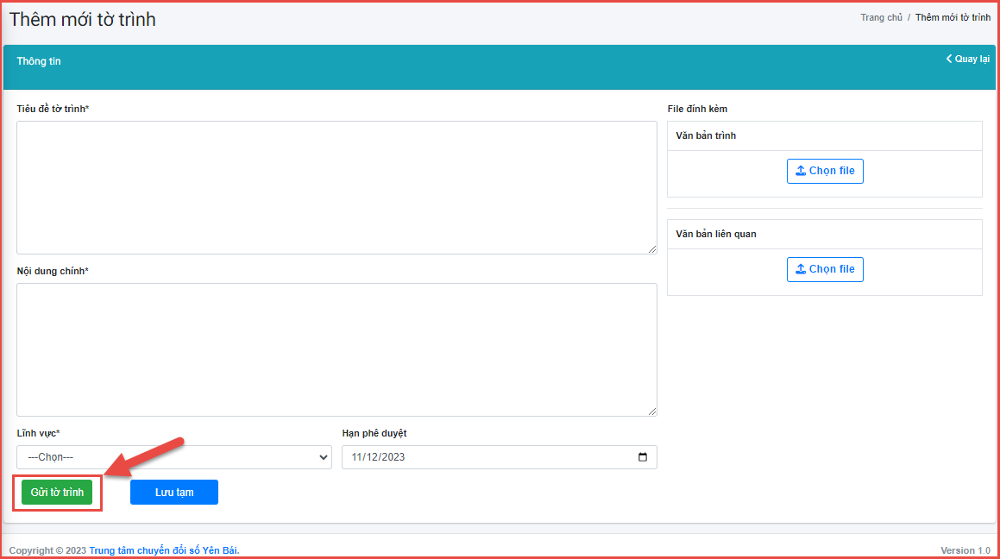 Thêm mới tờ trình
Trang chủ / Thêm mới tờ trình
Thông tin
Quay lại
Tiêu đề tờ trình*
File đính kèm
Văn bản trình
Chọn file
Văn bản liên quan
Chọn file
Nội dung chính*
Lĩnh vực*
Hạn phê duyệt
---Chọn---
11/12/2023
Gửi tờ trình
Lưu tạm
Copyright © 2023 Trung tâm chuyển đổi số Yên Bái.
Version 1.0